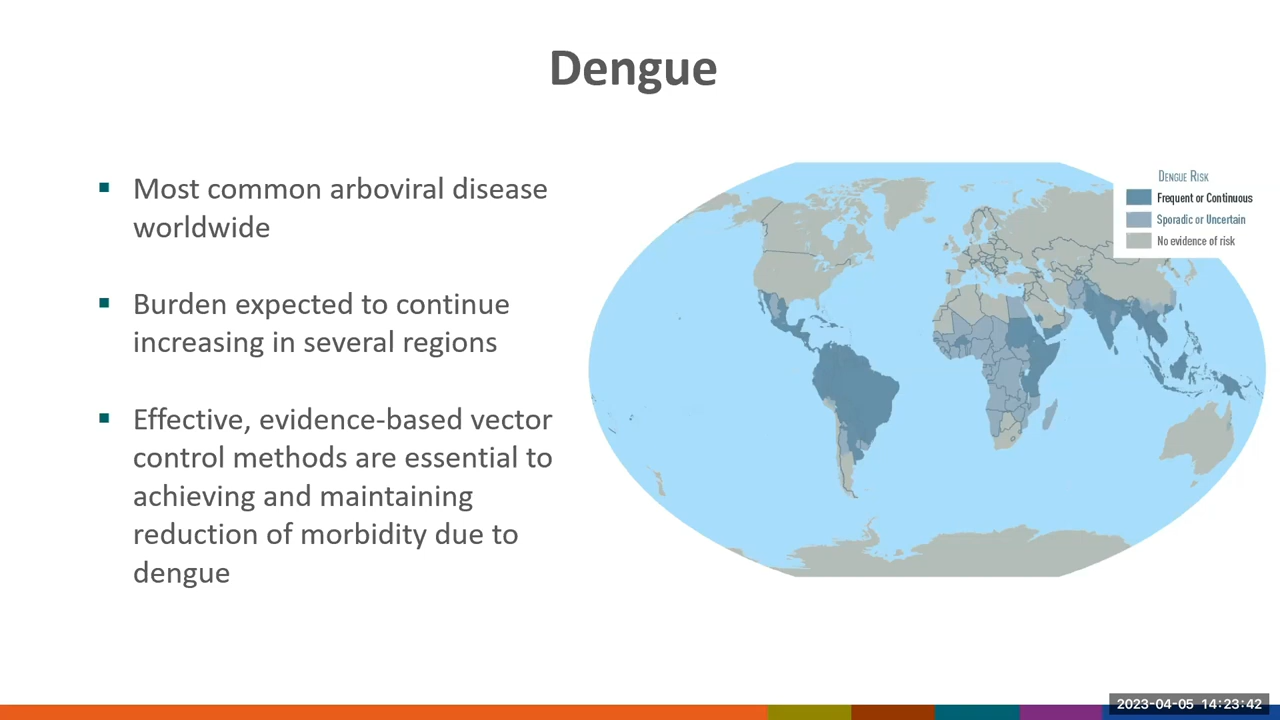 Dengue
Most common arboviral disease
worldwide
Burden expected to continue
increasing in several regions
Effective, evidence-based vector
control methods are essential to
achieving and maintaining
reduction of morbidity due to
dengue
Dengue Risk
Frequent or Continuous
Sporadic or Uncertain
No evidence of risk
2023-04-05 14:23:42